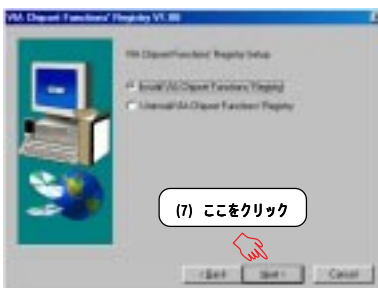 VIA Chipset Functions' Registry V1.00
VIA Chipset Functions' Registry Setup
Install VIA Chipset Functions' Registry
Uninstall VIA Chipset Functions' Registry
(7) ここをクリック
< Back
Next >
Cancel